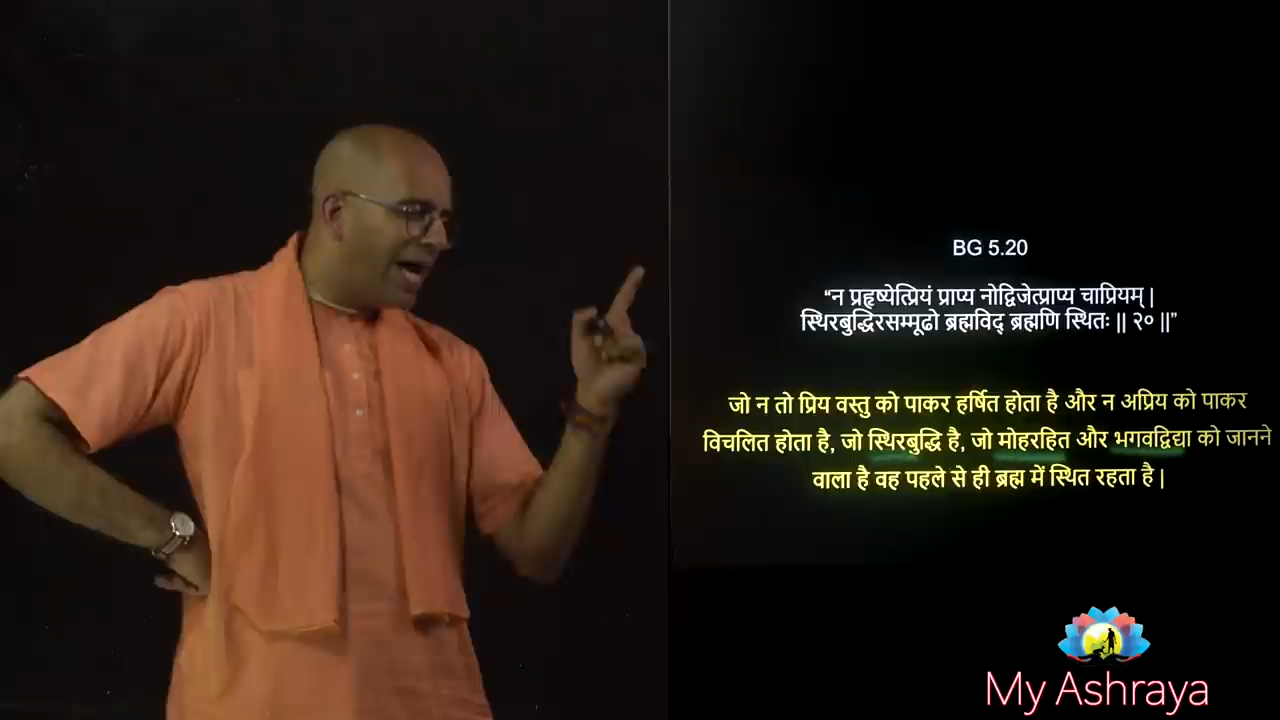 BG 5.20
“न प्रहृष्येत्प्रियं प्राप्य नोद्विजेत्प्राप्य चाप्रियम् |
स्थिरबुद्धिरसम्मूढो ब्रह्मविद् ब्रह्मणि स्थितः || २० ||”
जो न तो प्रिय वस्तु को पाकर हर्षित होता है और न अप्रिय को पाकर
विचलित होता है, जो स्थिरबुद्धि है, जो मोहरहित और भगवद्विद्या को जानने
वाला है वह पहले से ही ब्रह्म में स्थित रहता है |
My Ashraya